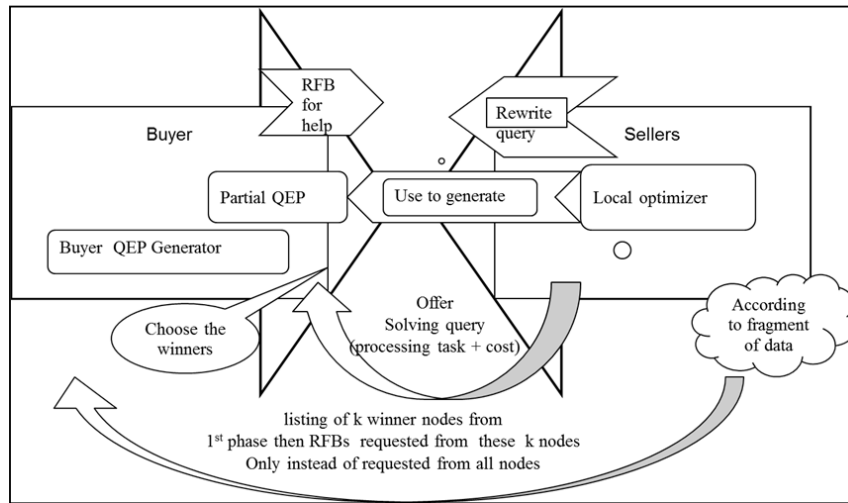 RFB
for
help
Rewrite
query
Buyer
Sellers
Partial QEP
Use to generate
Local optimizer
Buyer QEP Generator
Choose the
winners
Offer
Solving query
(processing task + cost)
According
to fragment
of data
listing of k winner nodes from
1st phase then RFBs requested from these k nodes
Only instead of requested from all nodes